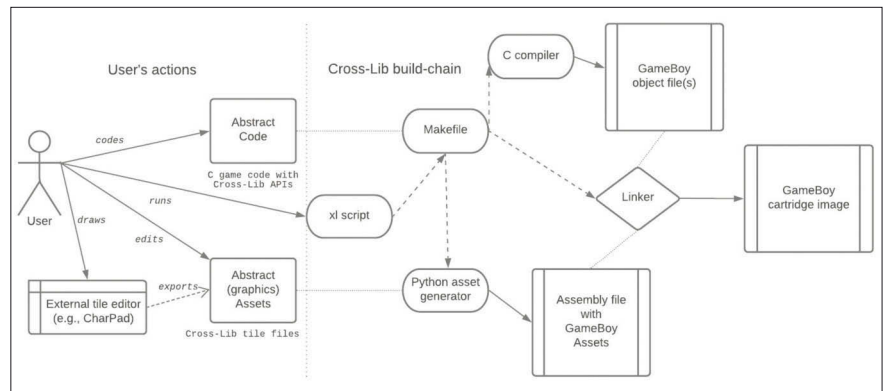 User's actions
Cross-Lib build-chain
C compiler
GameBoy
object file(s)
Abstract
Code
Makefile
codes
C game code with
Cross-Lib APIs
User
runs
xl script
Linker
GameBoy
cartridge image
draws
edits
External tile editor
(e.g., CharPad)
exports
Abstract
(graphics)
Assets
Cross-Lib tile files
Python asset
generator
Assembly file
with
GameBoy
Assets